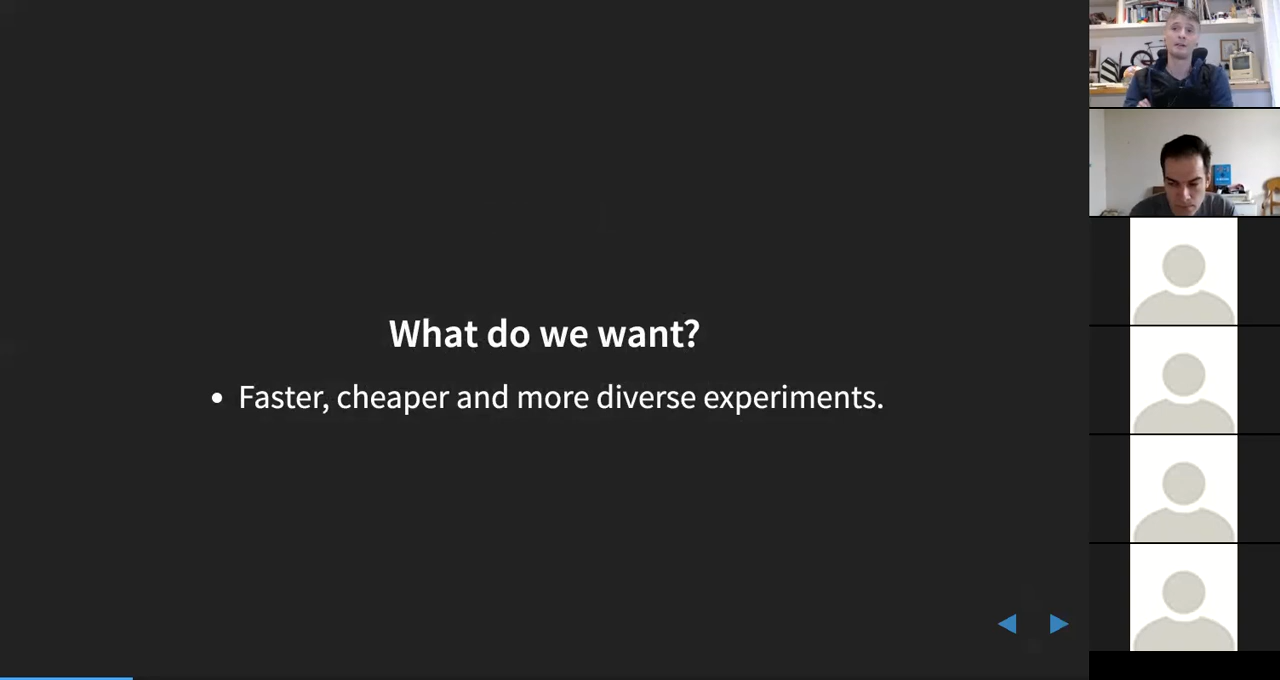 What do we want?
• Faster, cheaper and more diverse experiments.